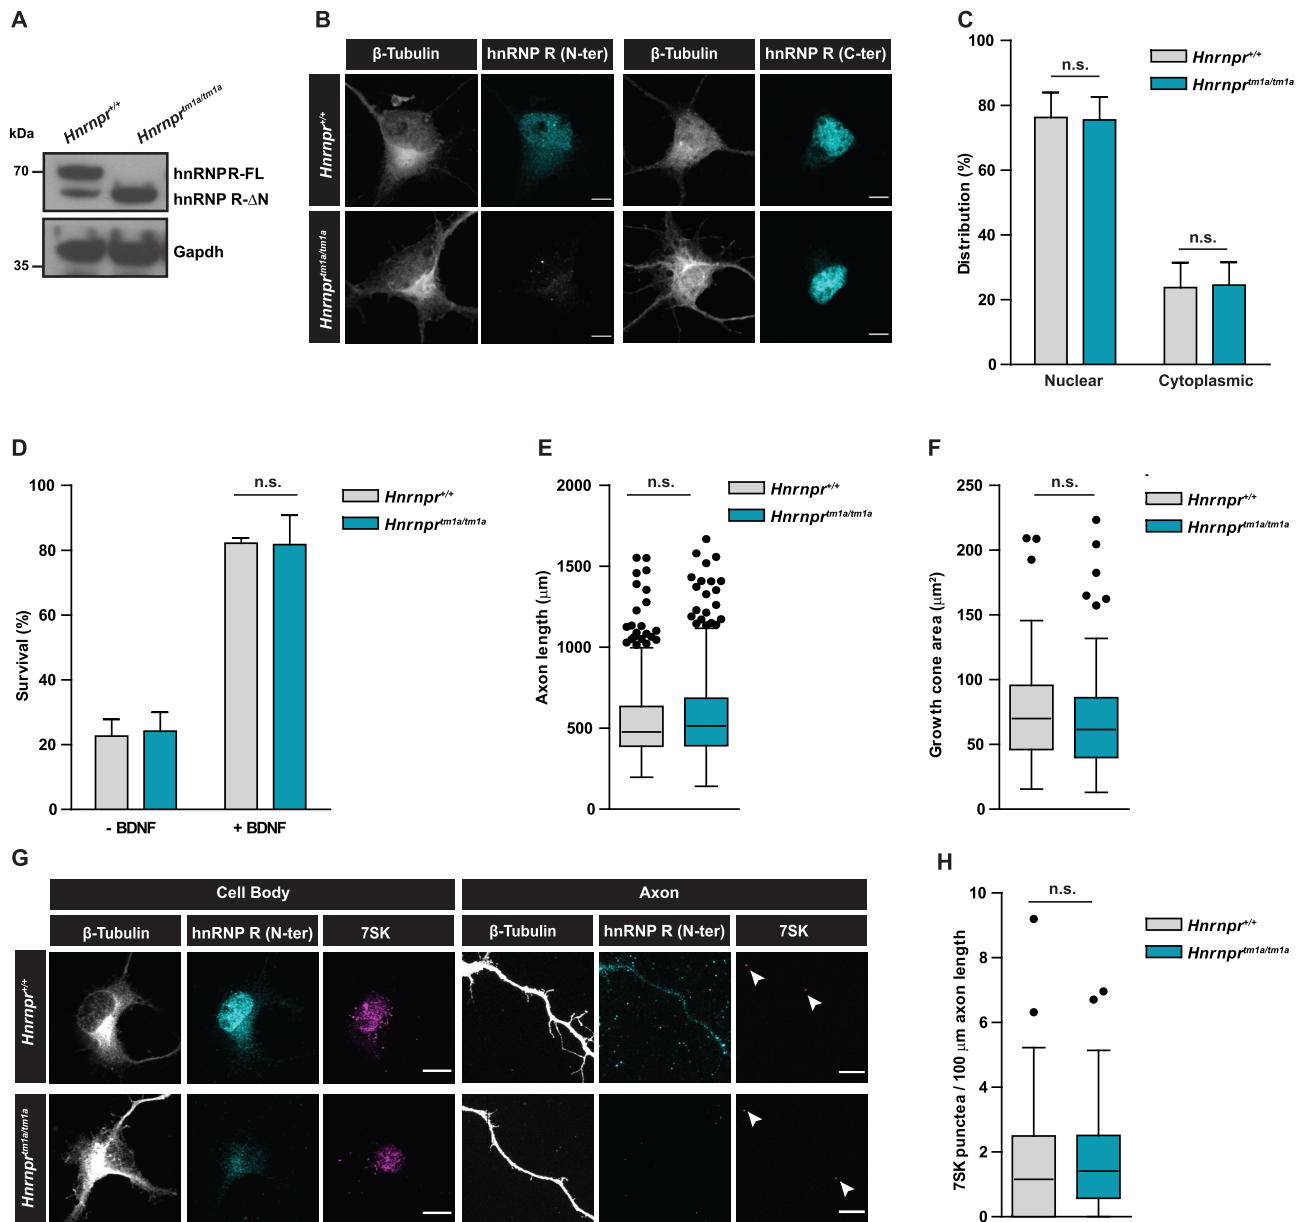 A
Hnrnpr+/+
Hnrnprtm1a/tm1a
kDa
70
hnRNPR-FL
hnRNP R-ΔN
35
Gapdh
B
β-Tubulin
hnRNP R (N-ter)
β-Tubulin
hnRNP R (C-ter)
Hnrnpr+/+
Hnrnprtm1a/tm1a
C
Distribution (%)
100
80
60
40
20
0
n.s.
n.s.
Nuclear
Cytoplasmic
Hnrnpr+/+
Hnrnprtm1a/tm1a
D
Survival (%)
100
80
60
40
20
0
n.s.
- BDNF
+ BDNF
Hnrnpr+/+
Hnrnprtm1a/tm1a
E
Axon length (μm)
2000
1500
1000
500
0
n.s.
Hnrnpr+/+
Hnrnprtm1a/tm1a
F
Growth cone area (μm2)
250
200
150
100
50
0
n.s.
-
Hnrnpr+/+
Hnrnprtm1a/tm1a
G
Cell Body
Axon
β-Tubulin
hnRNP R (N-ter)
7SK
β-Tubulin
hnRNP R (N-ter)
7SK
Hnrnpr+/+
Hnrnprtm1a/tm1a
H
7SK punctea / 100 μm axon length
10
8
6
4
2
0
n.s.
Hnrnpr+/+
Hnrnprtm1a/tm1a